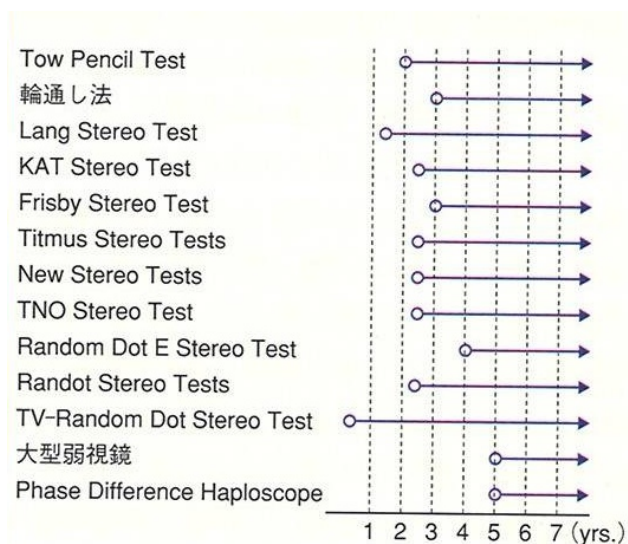 Tow Pencil Test
輪通し法
Lang Stereo Test
KAT Stereo Test
Frisby Stereo Test
Titmus Stereo Tests
New Stereo Tests
TNO Stereo Test
Random Dot E Stereo Test
Randot Stereo Tests
TV-Random Dot Stereo Test
大型弱視鏡
Phase Difference Haploscope
1 2 3 4 5 6 7 (yrs.)